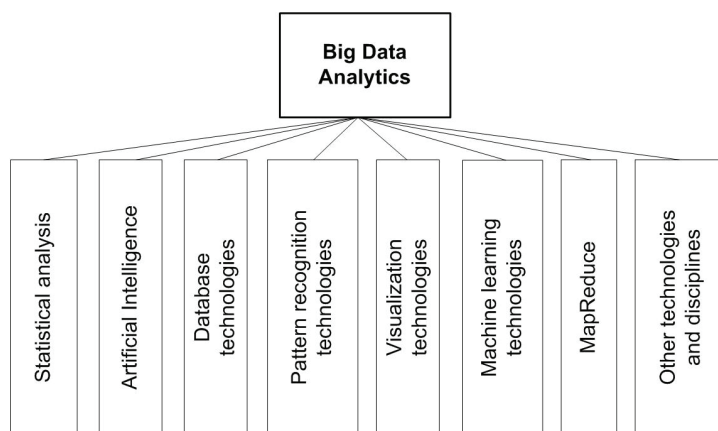 Big Data
Analytics
Statistical analysis
Artificial Intelligence
Database
technologies
Pattern recognition
technologies
Visualization
technologies
Machine learning
technologies
MapReduce
Other technologies
and disciplines